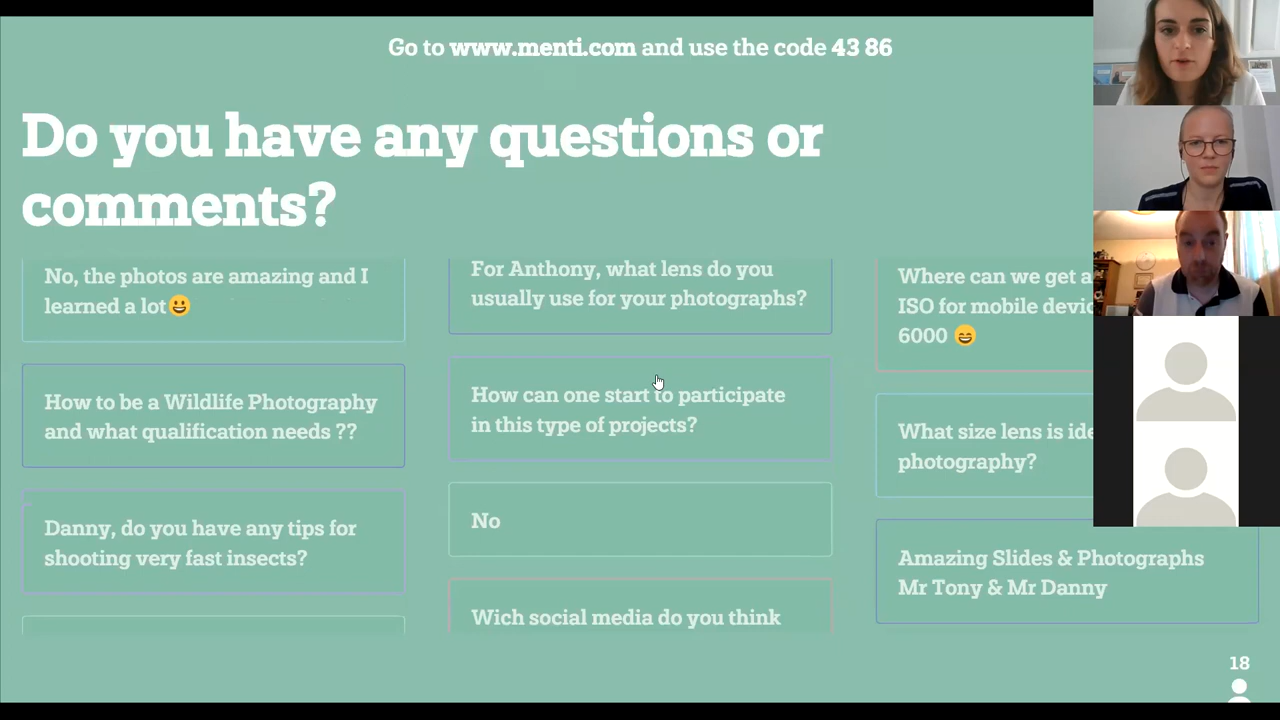 Go to www.menti.com and use the code 43 86
Do you have any questions or
comments?
No, the photos are amazing and I
learned a lot😃
How to be a Wildlife Photography
and what qualification needs ??
Danny, do you have any tips for
shooting very fast insects?
For Anthony, what lens do you
usually use for your photographs?
How can one start to participate
in this type of projects?
No
Wich social media do you think
Where can we get a
ISO for mobile
6000 😄
What size lens is
photography?
Amazing Slides & Photographs
Mr Tony & Mr Danny
18